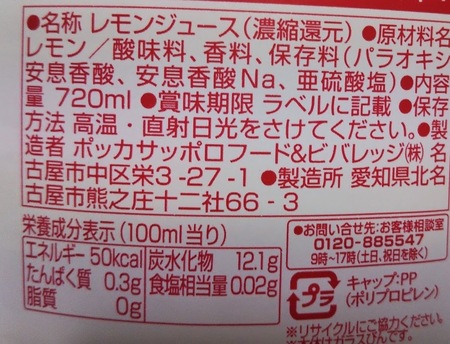 ●名称 レモンジュース(濃縮還元) ●原材料名
レモン/酸味料、香料、保存料(パラオキシ
安息香酸、安息香酸Na、亜硫酸塩) ●内容
量 720ml ●賞味期限 ラベルに記載 ●保存
方法 高温・直射日光をさけてください。●製
造者 ポッカサッポロフード&ビバレッジ㈱ 名
古屋市中区栄3-27-1 ●製造所 愛知県北名
古屋市熊之庄十二社66-3
栄養成分表示(100ml当り)
エネルギー 50kcal
たんぱく質 0.3g
脂質 0g
炭水化物 12.1g
食塩相当量 0.02g
●お問い合せ先:お客様相談室
0120-885547
9時~17時(土、日、祝日を除く)
プラ
キャップ:PP
(ポリプロピレン)
※リサイクルにご協力ください。
※本体はガラスびんです。